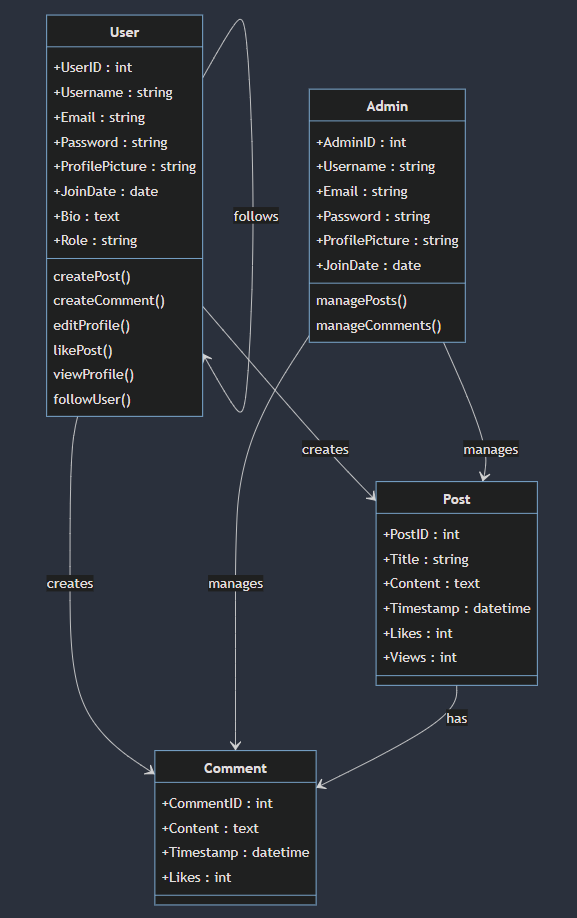 User
+UserID : int
+Username : string
+Email : string
+Password : string
+ProfilePicture : string
+JoinDate : date
+Bio : text
+Role : string
createPost()
createComment()
editProfile()
likePost()
viewProfile()
followUser()
follows
Admin
+AdminID : int
+Username : string
+Email : string
+Password : string
+ProfilePicture : string
+JoinDate : date
managePosts()
manageComments()
creates
manages
creates
manages
Post
+PostID : int
+Title : string
+Content : text
+Timestamp : datetime
+Likes : int
+Views : int
has
Comment
+CommentID : int
+Content : text
+Timestamp : datetime
+Likes : int